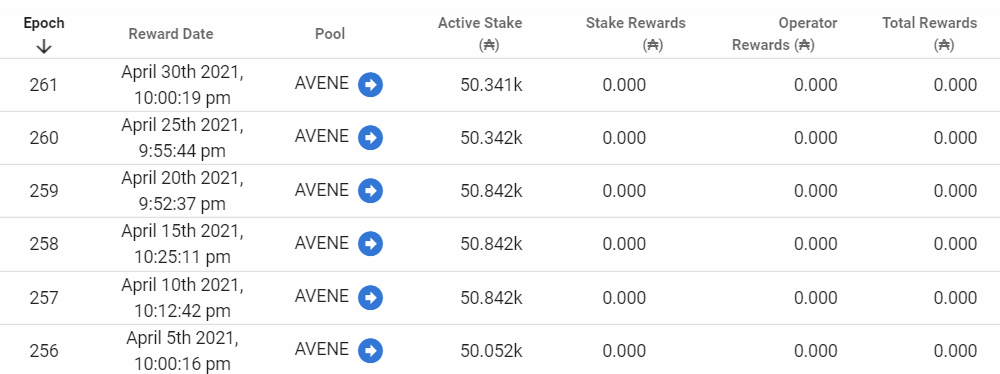 Epoch Reward Date Pool Active Stake (₳) Stake Rewards (₳) Operator Rewards (₳) Total Rewards (₳)
261 April 30th 2021, 10:00:19 pm AVENE 50.341k 0.000 0.000 0.000
260 April 25th 2021, 9:55:44 pm AVENE 50.342k 0.000 0.000 0.000
259 April 20th 2021, 9:52:37 pm AVENE 50.842k 0.000 0.000 0.000
258 April 15th 2021, 10:25:11 pm AVENE 50.842k 0.000 0.000 0.000
257 April 10th 2021, 10:12:42 pm AVENE 50.842k 0.000 0.000 0.000
256 April 5th 2021, 10:00:16 pm AVENE 50.052k 0.000 0.000 0.000